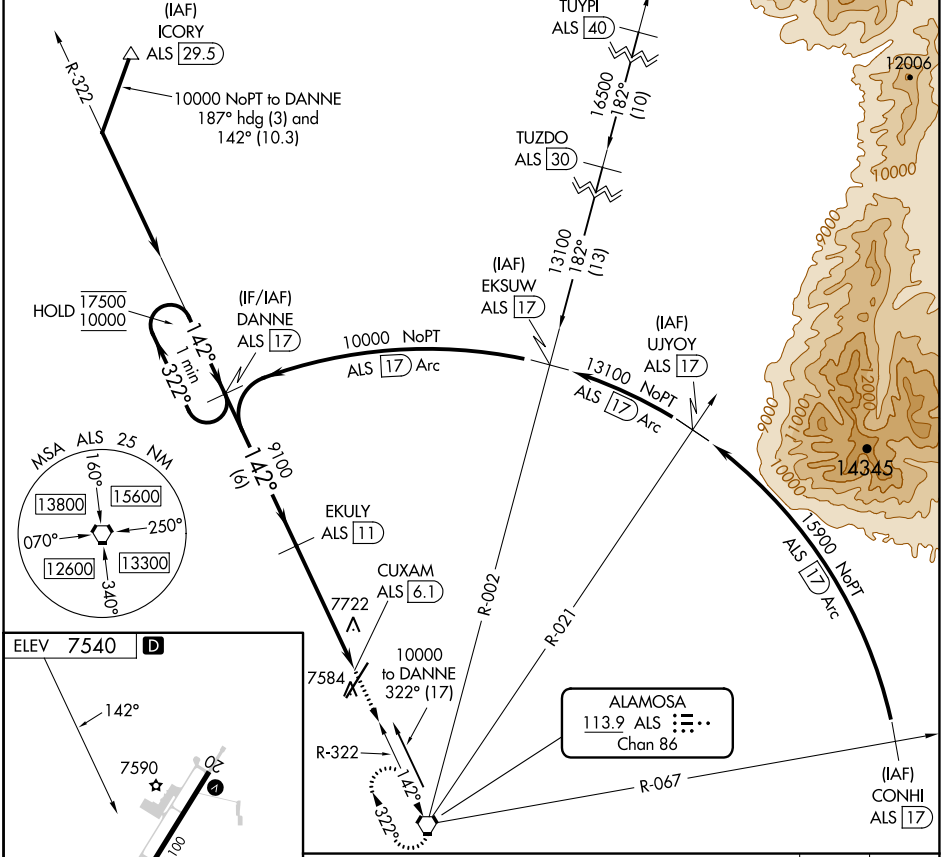 (IAF)
ICORY
ALS 29.5
R-322
10000 NoPT to DANNE
187° hdg (3) and
142° (10.3)
TUYPI
ALS 40
16500
182°
(10)
TUZDO
ALS 30
13100
182°
(13)
12006
10000
9000
HOLD 17500
10000
142°
1 min
322°
(IF/IAF)
DANNE
ALS 17
10000 NoPT
ALS 17 Arc
(IAF)
EKSUW
ALS 17
13100 NoPT
ALS 17 Arc
(IAF)
UJYOY
ALS 17
12000
11000
9000
10000
14345
15900 NoPT
ALS 17 Arc
9100
142°
(6)
EKULY
ALS 11
MSA ALS 25 NM
160°
13800
15600
250°
070°
12600
13300
340°
CUXAM
ALS 6.1
7722
7584
10000
to DANNE
322° (17)
R-322
142°
322°
R-002
R-021
R-067
ALAMOSA
113.9 ALS
Chan 86
(IAF)
CONHI
ALS 17
ELEV 7540 D
142°
7590
20
V
100